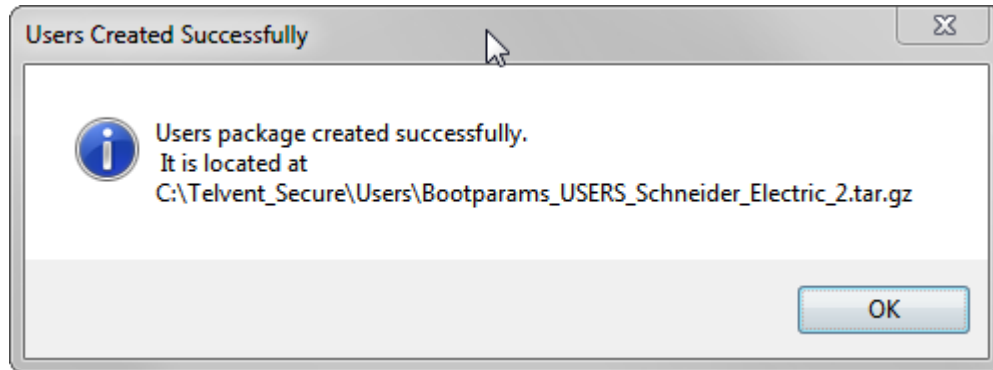 Users Created Successfully
Users package created successfully.
It is located at
C:\Telvent_Secure\Users\Bootparams_USERS_Schneider_Electric_2.tar.gz
OK